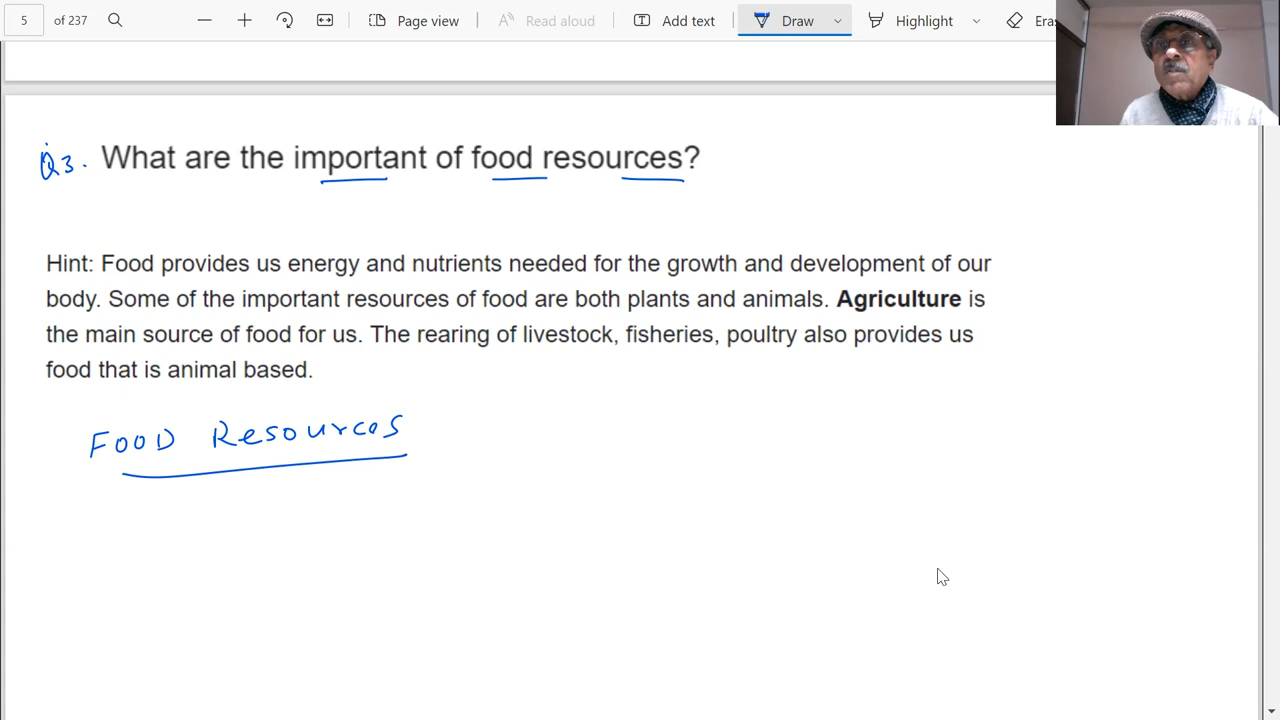 5 of 237 Page view Read aloud Add text Draw Highlight Era
Q3. What are the important of food resources?
Hint: Food provides us energy and nutrients needed for the growth and development of our
body. Some of the important resources of food are both plants and animals. Agriculture is
the main source of food for us. The rearing of livestock, fisheries, poultry also provides us
food that is animal based.
FOOD Resources